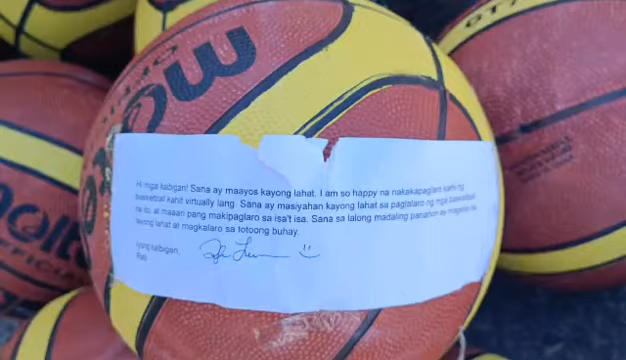 molten
OFFICI
Hi mga kaibigan! Sana ay maayos kayong lahat. I am so happy na nakakapaglaro kami ng
basketball kahit virtually lang. Sana ay masiyahan kayong lahat sa paglalaro ng mga basketball
na ito, at maaari pang makipaglaro sa isa't isa. Sana sa lalong madaling panahon ay magkita
tayong lahat at magkalaro sa totoong buhay.
Iyong kaibigan,